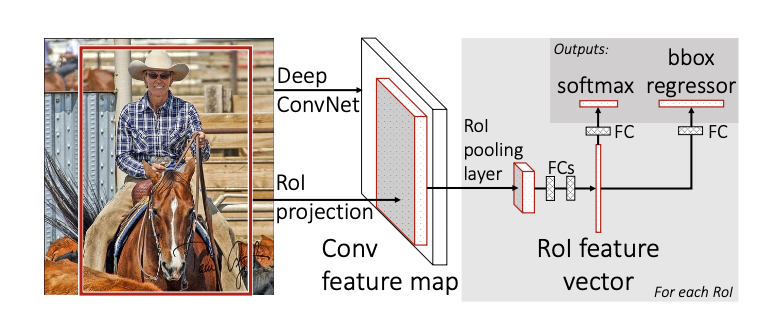 Outputs:
bbox
softmax regressor
Deep
ConvNet
RoI
pooling
layer
FC
FC
FCs
RoI
projection
Conv
feature map
RoI feature
vector
For each RoI